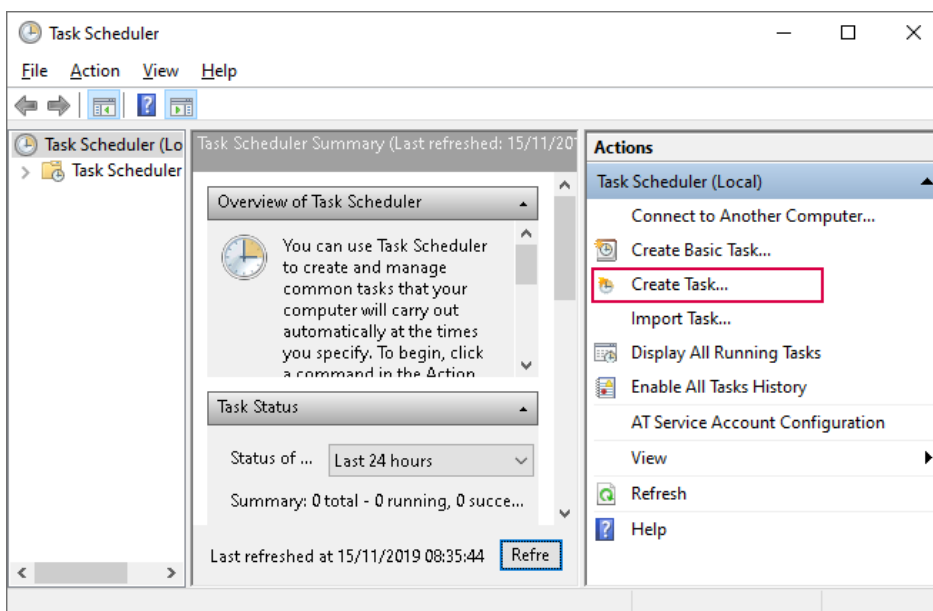 Task Scheduler
File Action View Help
Task Scheduler (Lo
Task Scheduler
Task Scheduler Summary (Last refreshed: 15/11/20
Overview of Task Scheduler
You can use Task Scheduler
to create and manage
common tasks that your
computer will carry out
automatically at the times
you specify. To begin, click
a command in the Action
Task Status
Status of ... Last 24 hours
Summary: 0 total - 0 running, 0 succe...
Last refreshed at 15/11/2019 08:35:44 Refre
Actions
Task Scheduler (Local)
Connect to Another Computer...
Create Basic Task...
Create Task...
Import Task...
Display All Running Tasks
Enable All Tasks History
AT Service Account Configuration
View
Refresh
Help